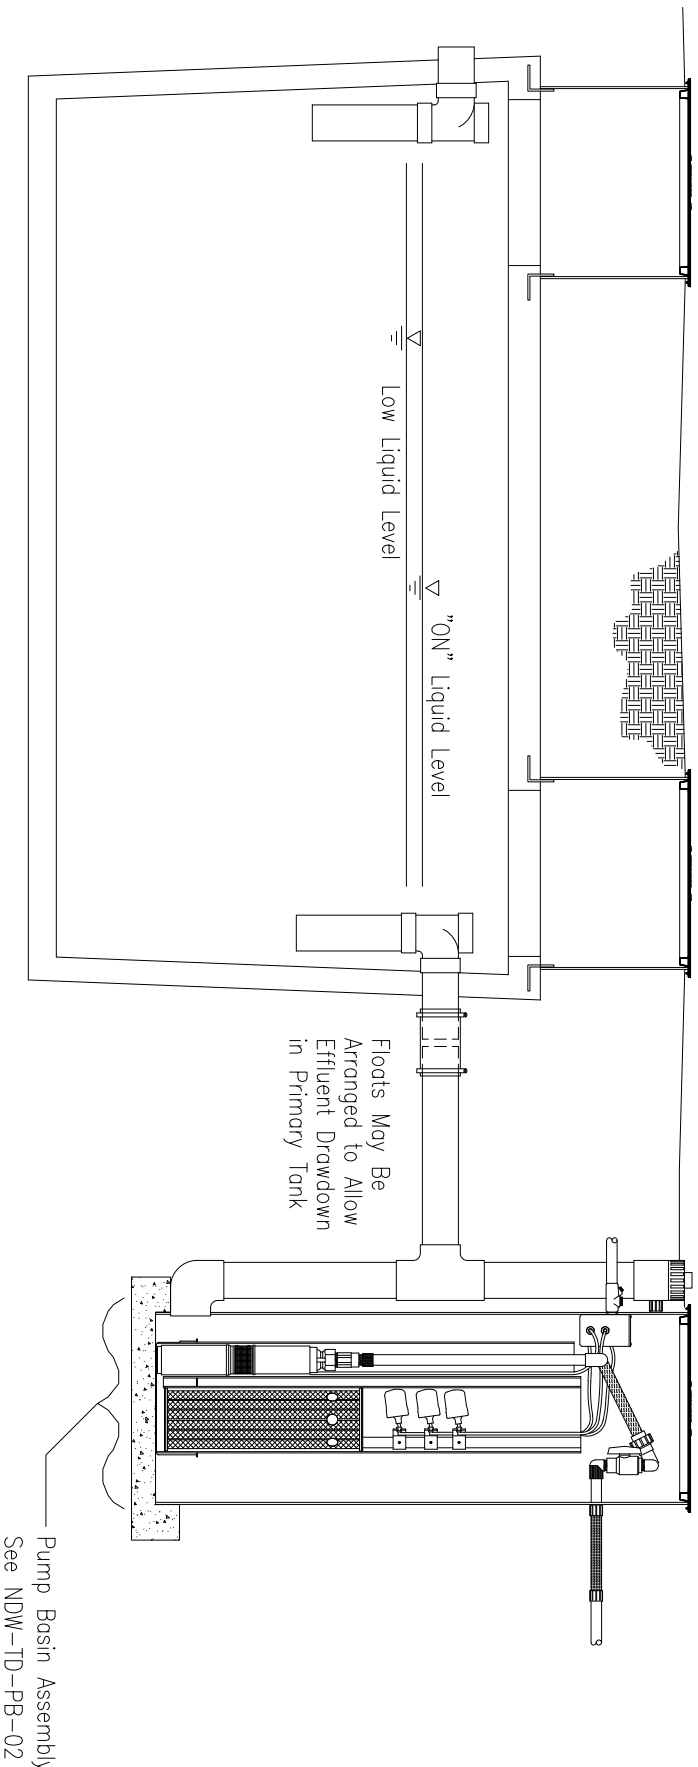 Low Liquid Level
"ON" Liquid Level
Floats May Be
Arranged to Allow
Effluent Drawdown
in Primary Tank
Pump Basin Assembly
See NDW-TD-PB-02